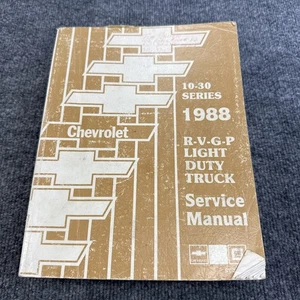 10-30
SERIES
1988
Chevrolet
R-V-G-P
LIGHT
DUTY
TRUCK
Service
Manual